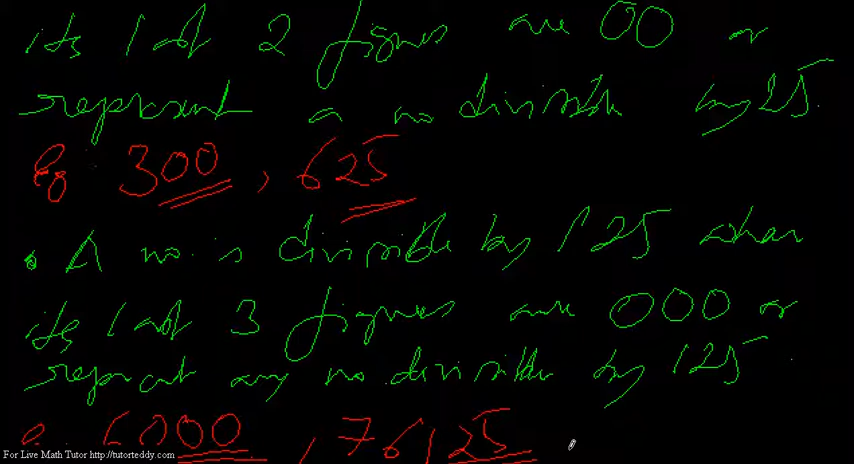 its last 2 figures are 00 or
represent a no divisible by 25.
Eg: 300, 625
• A no. is divisible by 125 when
its last 3 figures are 000 or
represent any no. divisible by 125.
6000, 76125
For Live Math Tutor http://tutorteddy.com